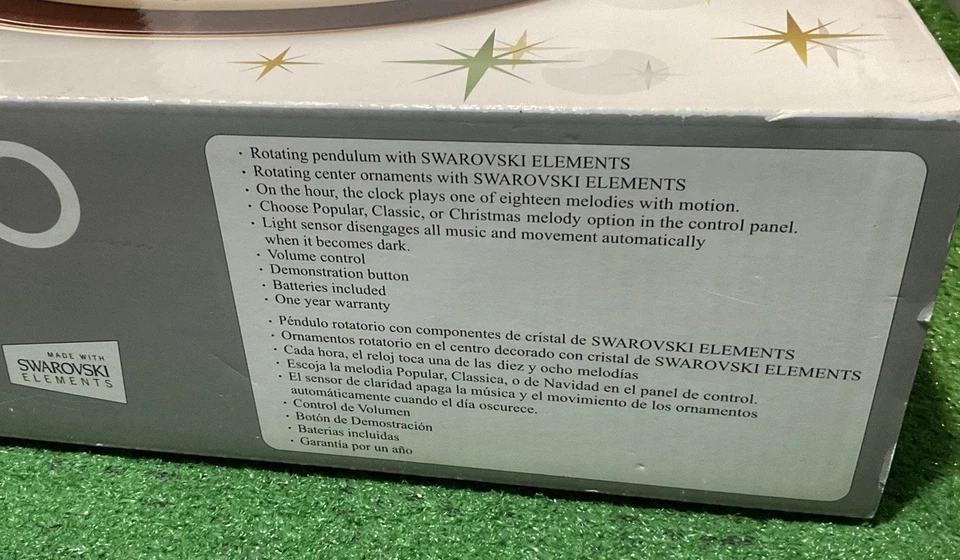 · Rotating pendulum with SWAROVSKI ELEMENTS
· Rotating center ornaments with SWAROVSKI ELEMENTS
· On the hour, the clock plays one of eighteen melodies with motion.
· Choose Popular, Classic, or Christmas melody option in the control panel.
· Light sensor disengages all music and movement automatically
when it becomes dark.
· Volume control
· Demonstration button
· Batteries included
· One year warranty
· Péndulo rotatorio con componentes de cristal de SWAROVSKI ELEMENTS
· Ornamentos rotatorio en el centro decorado con cristal de SWAROVSKI ELEMENTS
· Cada hora, el reloj toca una de las diez y ocho melodías
· Escoja la melodia Popular, Classica, o de Navidad en el panel de control.
· El sensor de claridad apaga la música y el movimiento de los ornamentos
automáticamente cuando el día oscurece.
· Control de Volumen
· Botón de Demostración
· Baterias incluidas
· Garantía por un año
MADE WITH
SWAROVSKI
ELEMENTS